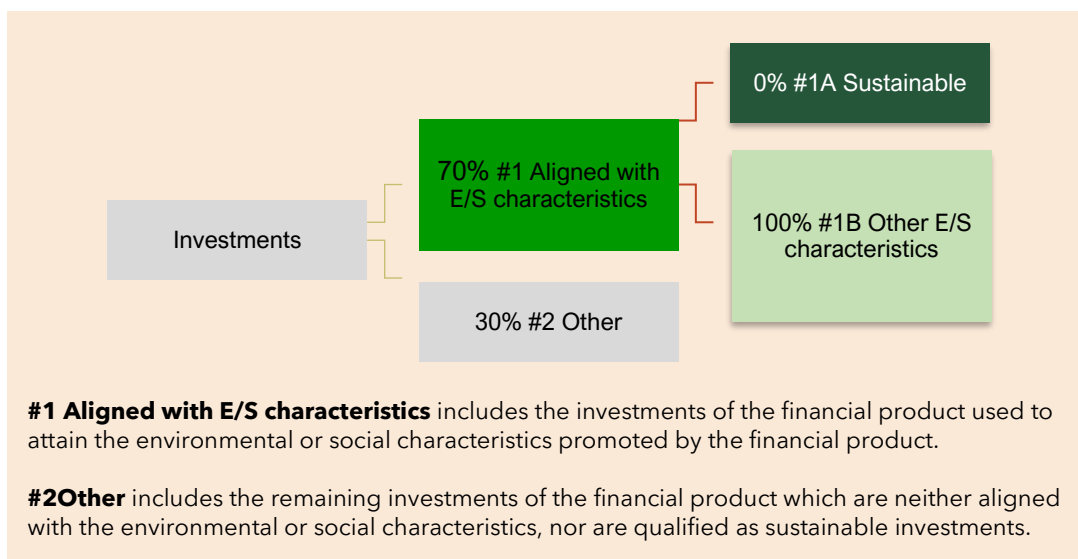 0% #1A Sustainable
70% #1 Aligned with
E/S characteristics
100% #1B Other E/S
characteristics
Investments
30% #2 Other
#1 Aligned with E/S characteristics includes the investments of the financial product used to
attain the environmental or social characteristics promoted by the financial product.
#2Other includes the remaining investments of the financial product which are neither aligned
with the environmental or social characteristics, nor are qualified as sustainable investments.